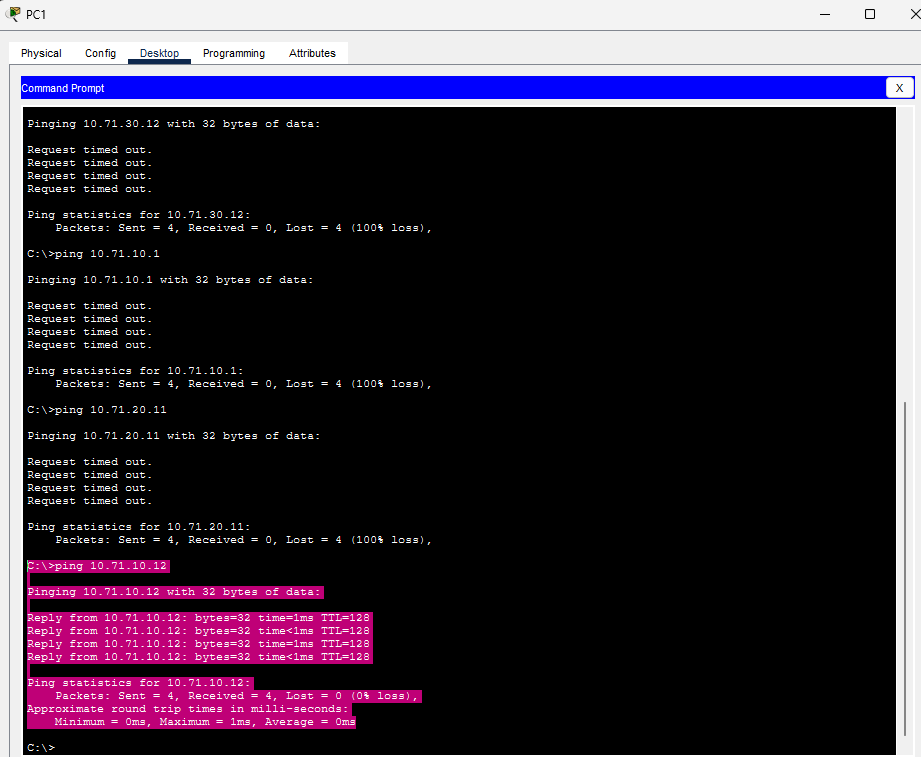 PC1
Physical Config Desktop Programming Attributes
Command Prompt X
Pinging 10.71.30.12 with 32 bytes of data:
Request timed out.
Request timed out.
Request timed out.
Request timed out.
Ping statistics for 10.71.30.12:
Packets: Sent = 4, Received = 0, Lost = 4 (100% loss),
C:\>ping 10.71.10.1
Pinging 10.71.10.1 with 32 bytes of data:
Request timed out.
Request timed out.
Request timed out.
Request timed out.
Ping statistics for 10.71.10.1:
Packets: Sent = 4, Received = 0, Lost = 4 (100% loss),
C:\>ping 10.71.20.11
Pinging 10.71.20.11 with 32 bytes of data:
Request timed out.
Request timed out.
Request timed out.
Request timed out.
Ping statistics for 10.71.20.11:
Packets: Sent = 4, Received = 0, Lost = 4 (100% loss),
C:\>ping 10.71.10.12
Pinging 10.71.10.12 with 32 bytes of data:
Reply from 10.71.10.12: bytes=32 time=1ms TTL=128
Reply from 10.71.10.12: bytes=32 time<1ms TTL=128
Reply from 10.71.10.12: bytes=32 time=1ms TTL=128
Reply from 10.71.10.12: bytes=32 time<1ms TTL=128
Ping statistics for 10.71.10.12:
Packets: Sent = 4, Received = 4, Lost = 0 (0% loss),
Approximate round trip times in milli-seconds:
Minimum = 0ms, Maximum = 1ms, Average = 0ms
C:\>